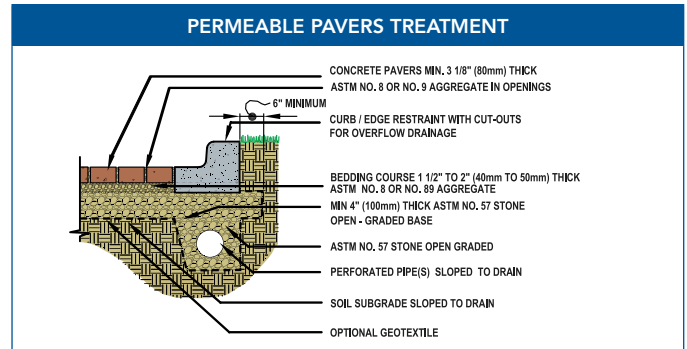 PERMEABLE PAVERS TREATMENT
CONCRETE PAVERS MIN. 3 1/8" (80mm) THICK
ASTM NO. 8 OR NO. 9 AGGREGATE IN OPENINGS
6" MINIMUM
CURB / EDGE RESTRAINT WITH CUT-OUTS
FOR OVERFLOW DRAINAGE
BEDDING COURSE 1 1/2" TO 2" (40mm TO 50mm) THICK
ASTM NO. 8 OR NO. 89 AGGREGATE
MIN 4" (100mm) THICK ASTM NO. 57 STONE
OPEN - GRADED BASE
ASTM NO. 57 STONE OPEN GRADED
PERFORATED PIPE(S) SLOPED TO DRAIN
SOIL SUBGRADE SLOPED TO DRAIN
OPTIONAL GEOTEXTILE